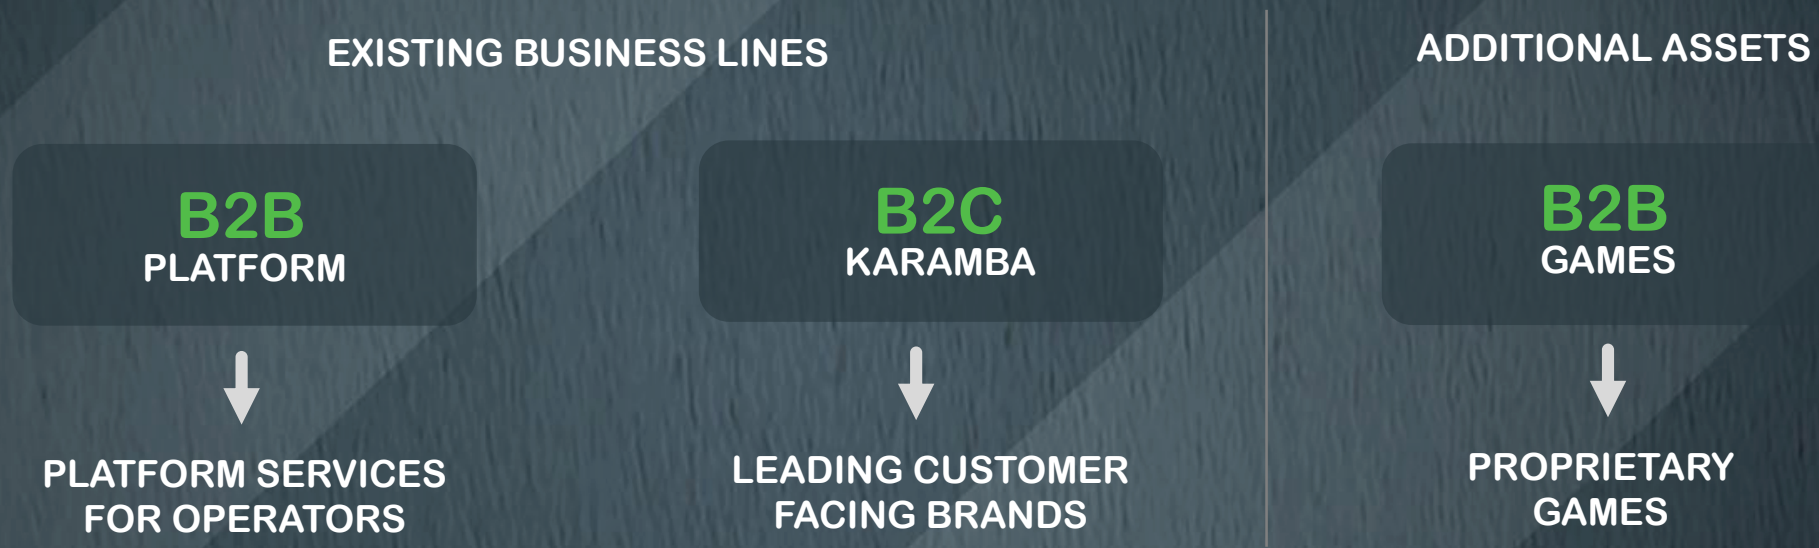 EXISTING BUSINESS LINES
B2B
PLATFORM
PLATFORM SERVICES
FOR OPERATORS
B2C
KARAMBA
LEADING CUSTOMER
FACING BRANDS
ADDITIONAL ASSETS
B2B
GAMES
PROPRIETARY
GAMES